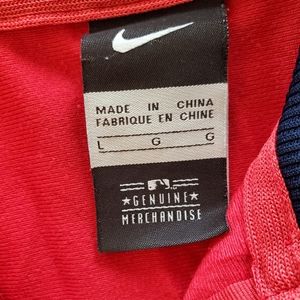 MADE IN CHINA
FABRIQUE EN CHINE
L G G
GENUINE
MERCHANDISE